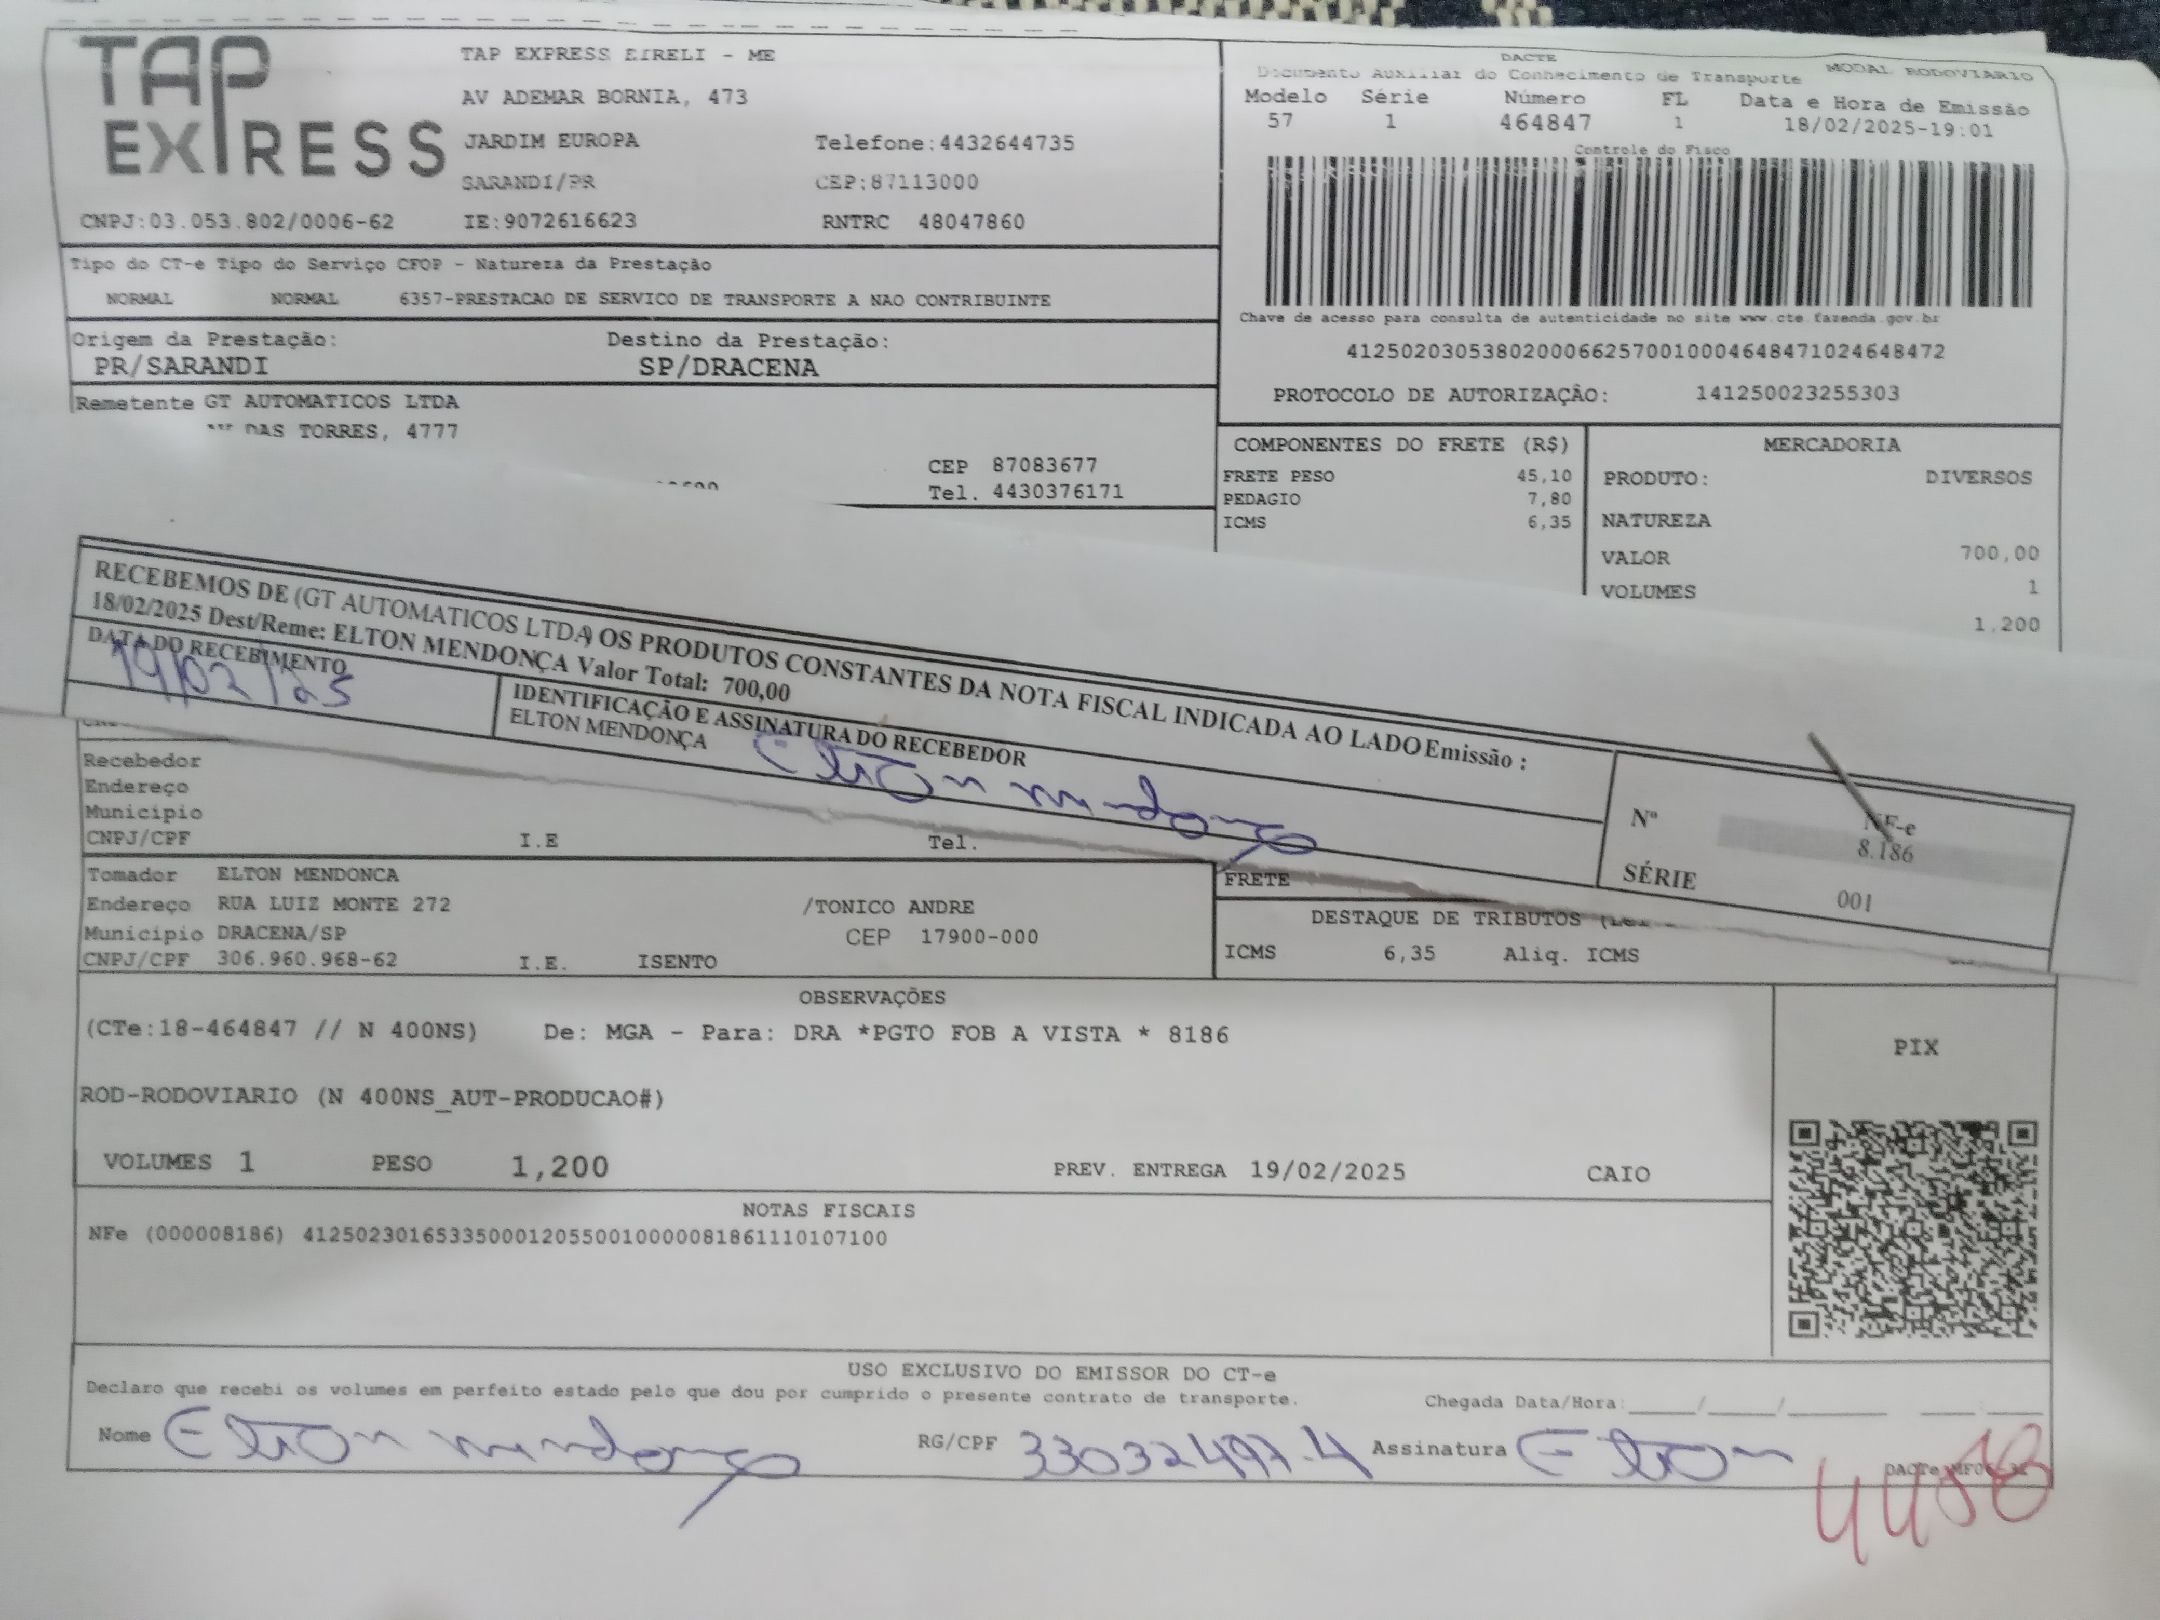 TAP EXPRESS
TAP EXPRESS EIRELI - ME
AV ADEMAR BORNIA, 473
JARDIM EUROPA Telefone:4432644735
SARANDI/PR CEP:87113000
CNPJ:03.053.802/0006-62 IE:9072616623 RNTRC 48047860
DACTE
Documento Auxiliar do Conhecimento de Transporte MODAL RODOVIARIO
Modelo Série Número FL Data e Hora de Emissão
57 1 464847 1 18/02/2025-19:01
Controle do Fisco
Chave de acesso para consulta de autenticidade no site www.cte.fazenda.gov.br
41250203053802000662570010004648471024648472
PROTOCOLO DE AUTORIZAÇÃO: 141250023255303
Tipo do CT-e Tipo do Serviço CFOP - Natureza da Prestação
NORMAL NORMAL 6357-PRESTACAO DE SERVICO DE TRANSPORTE A NAO CONTRIBUINTE
Origem da Prestação: Destino da Prestação:
PR/SARANDI SP/DRACENA
Remetente GT AUTOMATICOS LTDA
DAS TORRES, 4777
CEP 87083677
Tel. 4430376171
COMPONENTES DO FRETE (R$)
FRETE PESO 45,10
PEDAGIO 7,80
ICMS 6,35
MERCADORIA
PRODUTO: DIVERSOS
NATUREZA
VALOR 700,00
VOLUMES 1
1,200
RECEBEMOS DE (GT AUTOMATICOS LTDA) OS PRODUTOS CONSTANTES DA NOTA FISCAL INDICADA AO LADO Emissão :
18/02/2025 Dest/Reme: ELTON MENDONÇA Valor Total: 700,00
DATA DO RECEBIMENTO
19/02/25
IDENTIFICAÇÃO E ASSINATURA DO RECEBEDOR
ELTON MENDONÇA
Elton mendonça
NF-e
Nº 8.186
SÉRIE 001
Recebedor
Endereço
Municipio
CNPJ/CPF I.E Tel.
Tomador ELTON MENDONCA
Endereço RUA LUIZ MONTE 272 /TONICO ANDRE
Municipio DRACENA/SP CEP 17900-000
CNPJ/CPF 306.960.968-62 I.E. ISENTO
FRETE
DESTAQUE DE TRIBUTOS
ICMS 6,35 Aliq. ICMS
OBSERVAÇÕES
(CTe:18-464847 // N 400NS) De: MGA - Para: DRA *PGTO FOB A VISTA * 8186
ROD-RODOVIARIO (N 400NS_AUT-PRODUCAO#)
VOLUMES 1 PESO 1,200 PREV. ENTREGA 19/02/2025 CAIO
PIX
NOTAS FISCAIS
NFe (000008186) 41250230165335000120550010000081861110107100
USO EXCLUSIVO DO EMISSOR DO CT-e
Declaro que recebi os volumes em perfeito estado pelo que dou por cumprido o presente contrato de transporte. Chegada Data/Hora:_____/_____/_______ ____:____
Nome Elton mendonça RG/CPF 33032497-4 Assinatura Elton